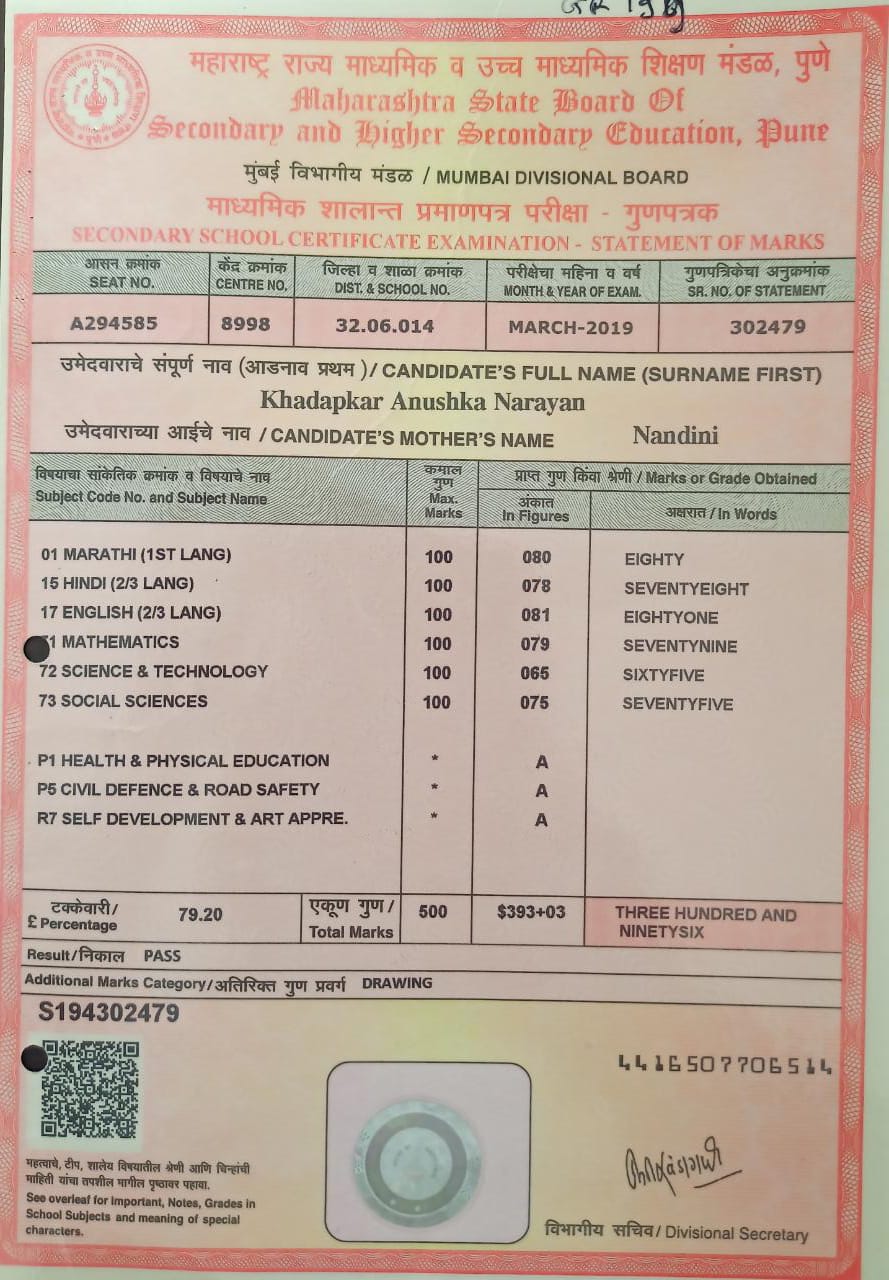 महाराष्ट्र राज्य माध्यमिक व उच्च माध्यमिक शिक्षण मंडळ, पुणे
Maharashtra State Board Of
Secondary and Higher Secondary Education, Pune
मुंबई विभागीय मंडळ / MUMBAI DIVISIONAL BOARD
माध्यमिक शालान्त प्रमाणपत्र परीक्षा - गुणपत्रक
SECONDARY SCHOOL CERTIFICATE EXAMINATION - STATEMENT OF MARKS
आसन क्रमांक केंद्र क्रमांक जिल्हा व शाळा क्रमांक परीक्षेचा महिना व वर्ष गुणपत्रिकेचा अनुक्रमांक
SEAT NO. CENTRE NO. DIST. & SCHOOL NO. MONTH & YEAR OF EXAM. SR. NO. OF STATEMENT
A294585 8998 32.06.014 MARCH-2019 302479
उमेदवाराचे संपूर्ण नाव (आडनाव प्रथम )/ CANDIDATE'S FULL NAME (SURNAME FIRST)
Khadapkar Anushka Narayan
उमेदवाराच्या आईचे नाव / CANDIDATE'S MOTHER'S NAME Nandini
विषयाचा सांकेतिक क्रमांक व विषयाचे नाव कमाल गुण प्राप्त गुण किंवा श्रेणी / Marks or Grade Obtained
Subject Code No. and Subject Name Max. Marks अंकात In Figures अक्षरात / In Words
01 MARATHI (1ST LANG) 100 080 EIGHTY
15 HINDI (2/3 LANG) 100 078 SEVENTYEIGHT
17 ENGLISH (2/3 LANG) 100 081 EIGHTYONE
1 MATHEMATICS 100 079 SEVENTYNINE
72 SCIENCE & TECHNOLOGY 100 065 SIXTYFIVE
73 SOCIAL SCIENCES 100 075 SEVENTYFIVE
P1 HEALTH & PHYSICAL EDUCATION * A
P5 CIVIL DEFENCE & ROAD SAFETY * A
R7 SELF DEVELOPMENT & ART APPRE. * A
टक्केवारी/ एकूण गुण / THREE HUNDRED AND
£ Percentage 79.20 Total Marks 500 $393+03 NINETYSIX
Result/निकाल PASS
Additional Marks Category/अतिरिक्त गुण प्रवर्ग DRAWING
S194302479
4416507706514
महत्वाचे, टीप, शालेय विषयातील श्रेणी आणि चिन्हांची
माहिती यांचा तपशील मागील पृष्ठावर पहावा.
See overleaf for Important, Notes, Grades in
School Subjects and meaning of special
characters.
विभागीय सचिव/ Divisional Secretary